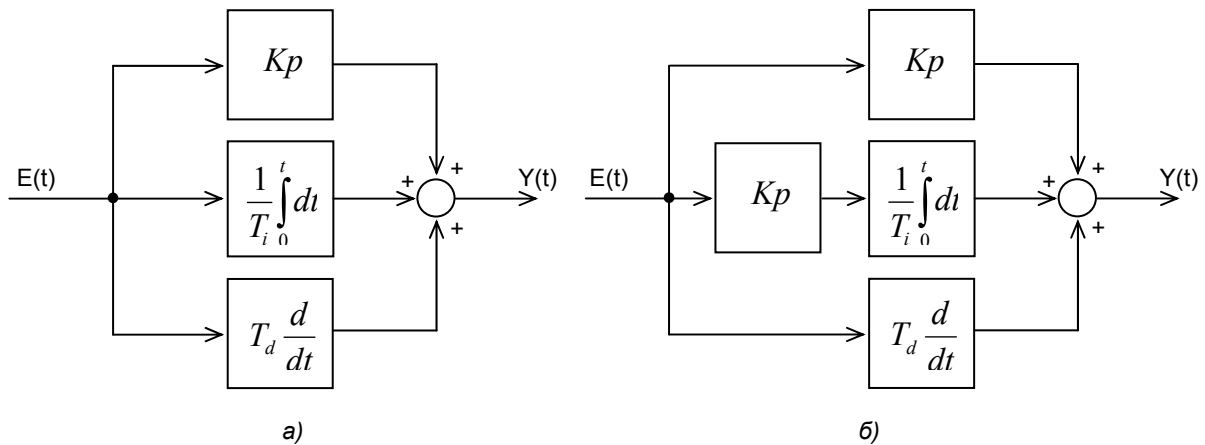 Kp
E(t)
1/T_i ∫_0^t dt
+
+
+
Y(t)
T_d d/dt
а)
Kp
E(t)
Kp
1/T_i ∫_0^t dt
+
+
+
Y(t)
T_d d/dt
б)